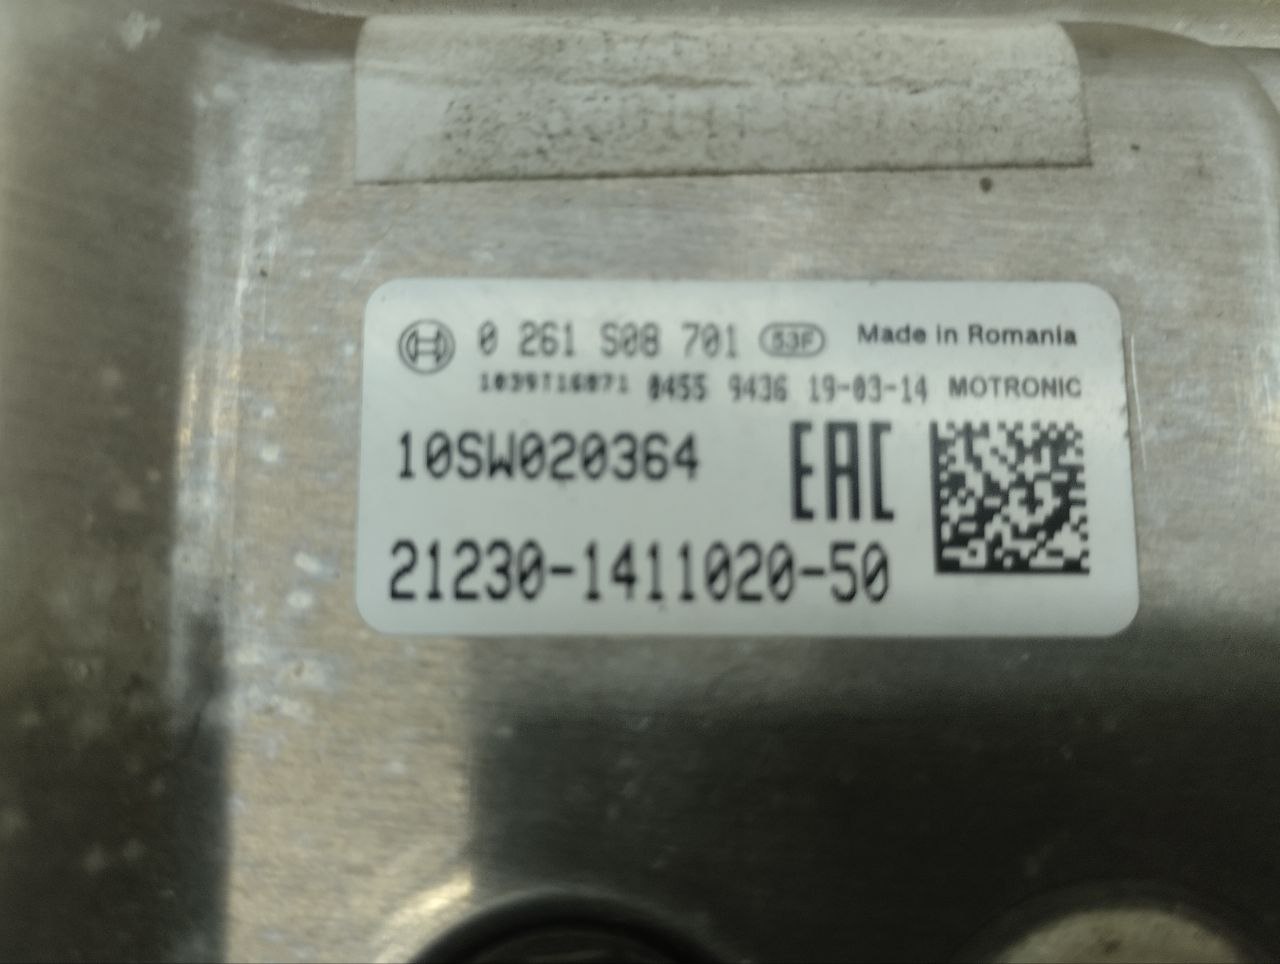 0 261 S08 701 53F Made in Romania
1039T16071 0455 9436 19-03-14 MOTRONIC
10SW020364 EAC
21230-1411020-50